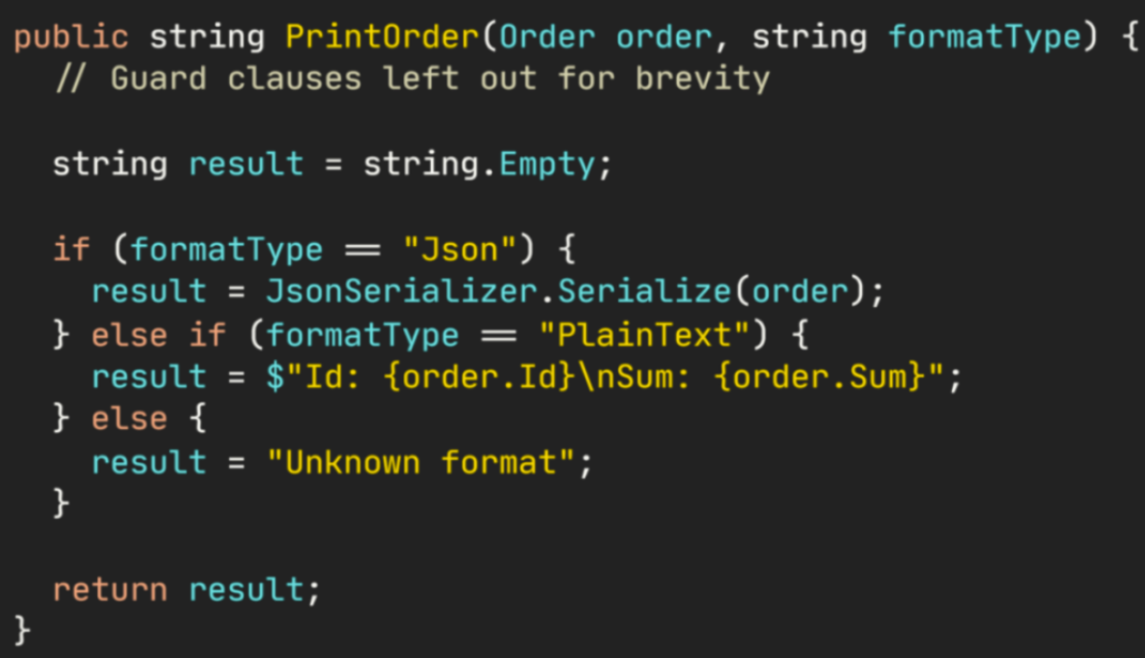 public string PrintOrder(Order order, string formatType) {
// Guard clauses left out for brevity
string result = string.Empty;
if (formatType == "Json") {
result = JsonSerializer.Serialize(order);
} else if (formatType == "PlainText") {
result = $"Id: {order.Id}\nSum: {order.Sum}";
} else {
result = "Unknown format";
}
return result;
}